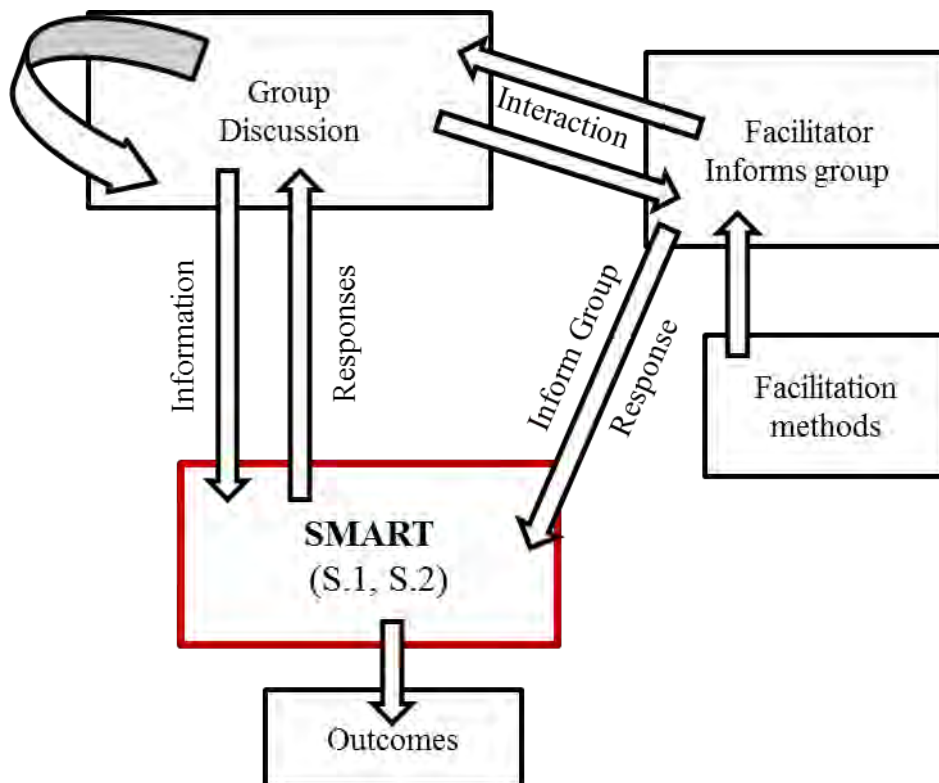 Group
Discussion
Interaction
Facilitator
Informs group
Information
Responses
Inform Group
Response
Facilitation
methods
SMART
(S.1, S.2)
Outcomes